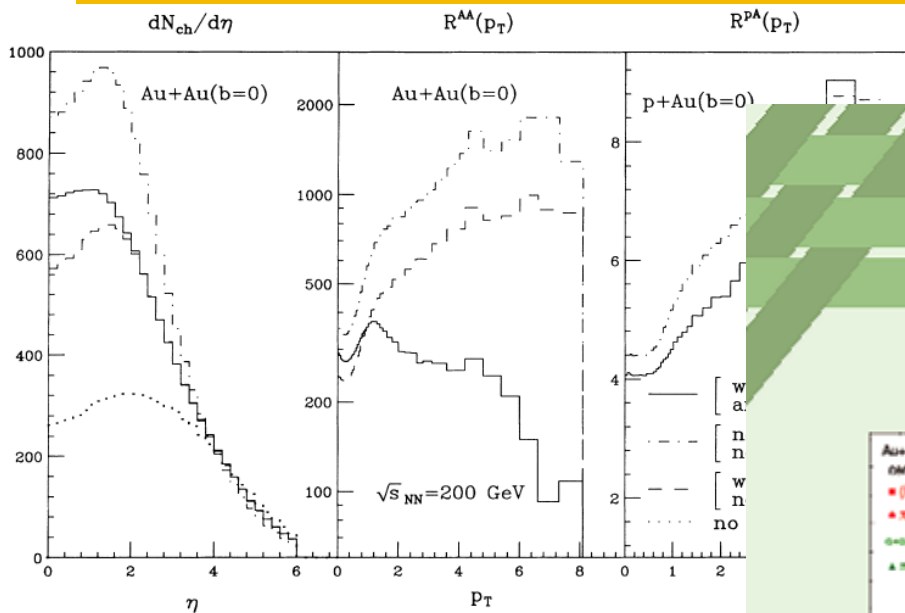 dN_ch/dη
R^AA(p_T)
R^pA(p_T)
1000
800
600
400
200
0
Au+Au(b=0)
0 2 4 6
η
2000
1000
500
200
100
Au+Au(b=0)
√s_NN=200 GeV
0 2 4 6 8
p_T
8
6
4
2
p+Au(b=0)
no
0 1 2